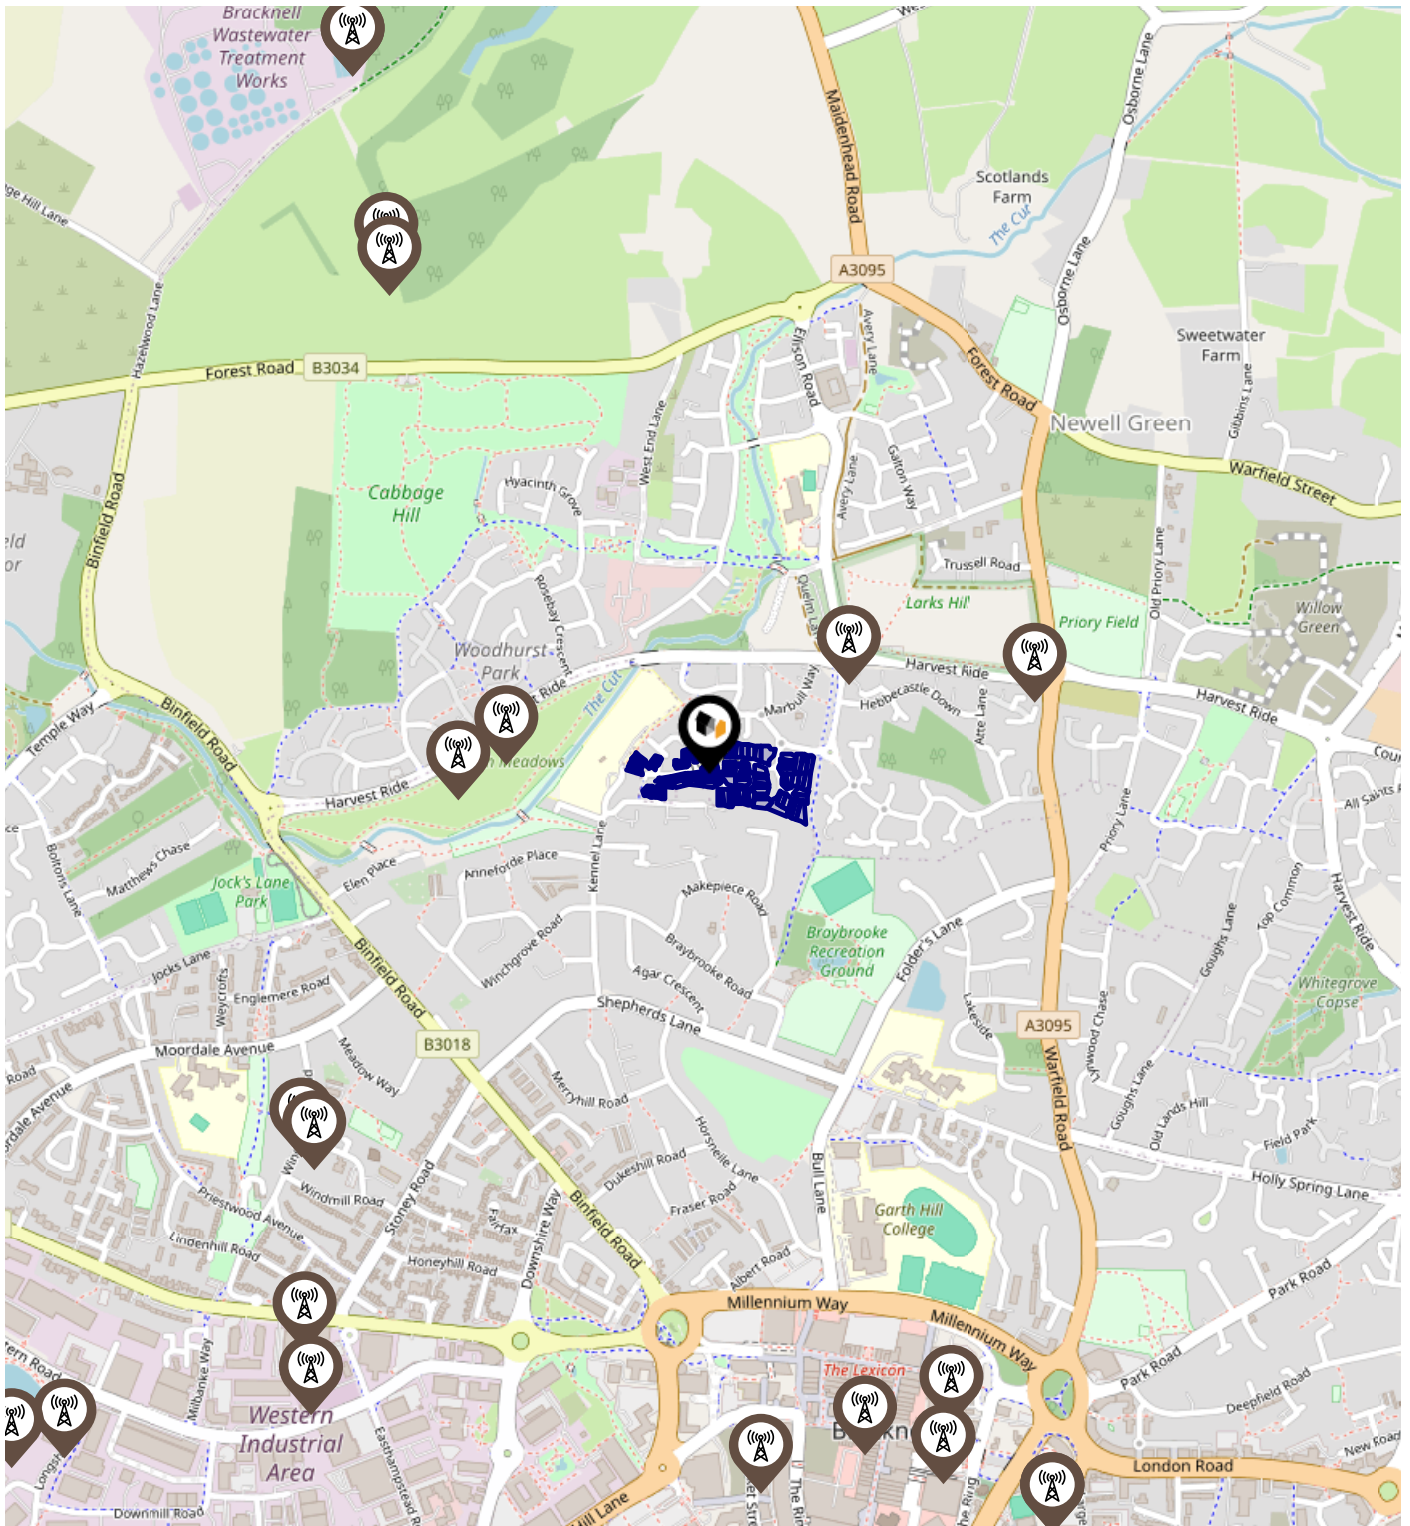 Bracknell
Wastewater
Treatment
Works
Maidenhead Road
Osborne Lane
Scotlands
Farm
The Cut
Osborne Lane
A3095
Hazelwood Lane
Forest Road
B3034
Ellison Road
Avery Lane
Forest Road
Sweetwater
Farm
Gibbins Lane
Newell Green
Warfield Street
West End Lane
Hyacinth Grove
Cabbage
Hill
Galton Way
Avery Lane
Binfield Road
Trussell Road
Old Priory Lane
Larks Hill
Priory Field
Willow
Green
Rosebay Crescent
Woodhurst
Park
Harvest Ride
Harvest Ride
Hebbecastle Down
Marbull Way
Atte Lane
The Cut
Temple Way
Binfield Road
Harvest Ride
Priory Lane
Matthews Chase
Boltons Lane
Jock's Lane
Park
Elen Place
Anneforde Place
Kennel Lane
Makepiece Road
Braybrooke
Recreation
Ground
Folder's Lane
Goughs Lane
Top Common
Harvest Ride
Whitegrove
Copse
Jocks Lane
Weycrofts
Englemere Road
Binfield Road
Winchgrove Road
Braybrooke Road
Agar Crescent
Shepherds Lane
Lakeside
A3095
Lynwood Chase
Moordale Avenue
B3018
Meadow Way
Merryhill Road
Horsneile Lane
Warfield Road
Goughs Lane
Old Lands Hill
Field Park
Holly Spring Lane
Dukeshill Road
Bull Lane
Fraser Road
Garth Hill
College
Windmill Road
Priestwood Avenue
Stoney Road
Fairfax
Lindenhill Road
Honeyhill Road
Downshire Way
Binfield Road
Albert Road
Park Road
Millennium Way
Millennium Way
Park Road
Deepfield Road
The Lexicon
Milbanke Way
Western
Industrial
Area
Easthampstead R
Downmill Road
Hill Lane
The Rin
London Road
New Road